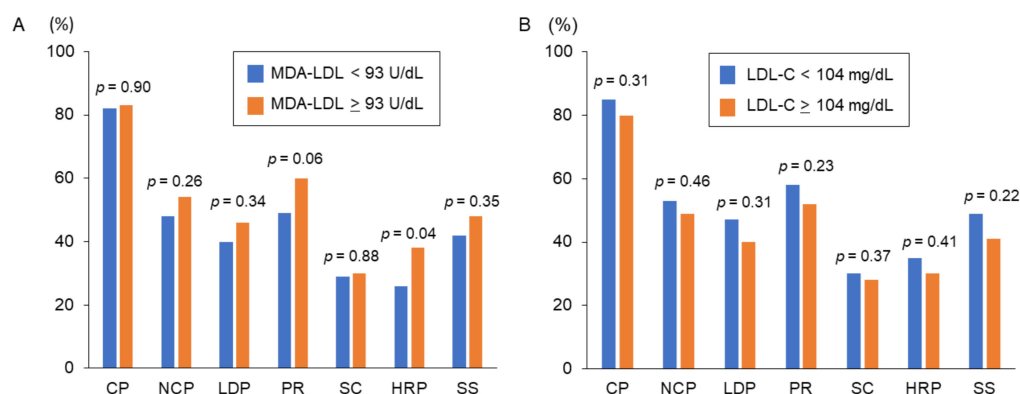 A (%)
100
80
60
40
20
0
MDA-LDL < 93 U/dL
MDA-LDL ≥ 93 U/dL
p = 0.90
p = 0.26
p = 0.34
p = 0.06
p = 0.88
p = 0.04
p = 0.35
CP NCP LDP PR SC HRP SS
B (%)
100
80
60
40
20
0
LDL-C < 104 mg/dL
LDL-C ≥ 104 mg/dL
p = 0.31
p = 0.46
p = 0.31
p = 0.23
p = 0.37
p = 0.41
p = 0.22
CP NCP LDP PR SC HRP SS